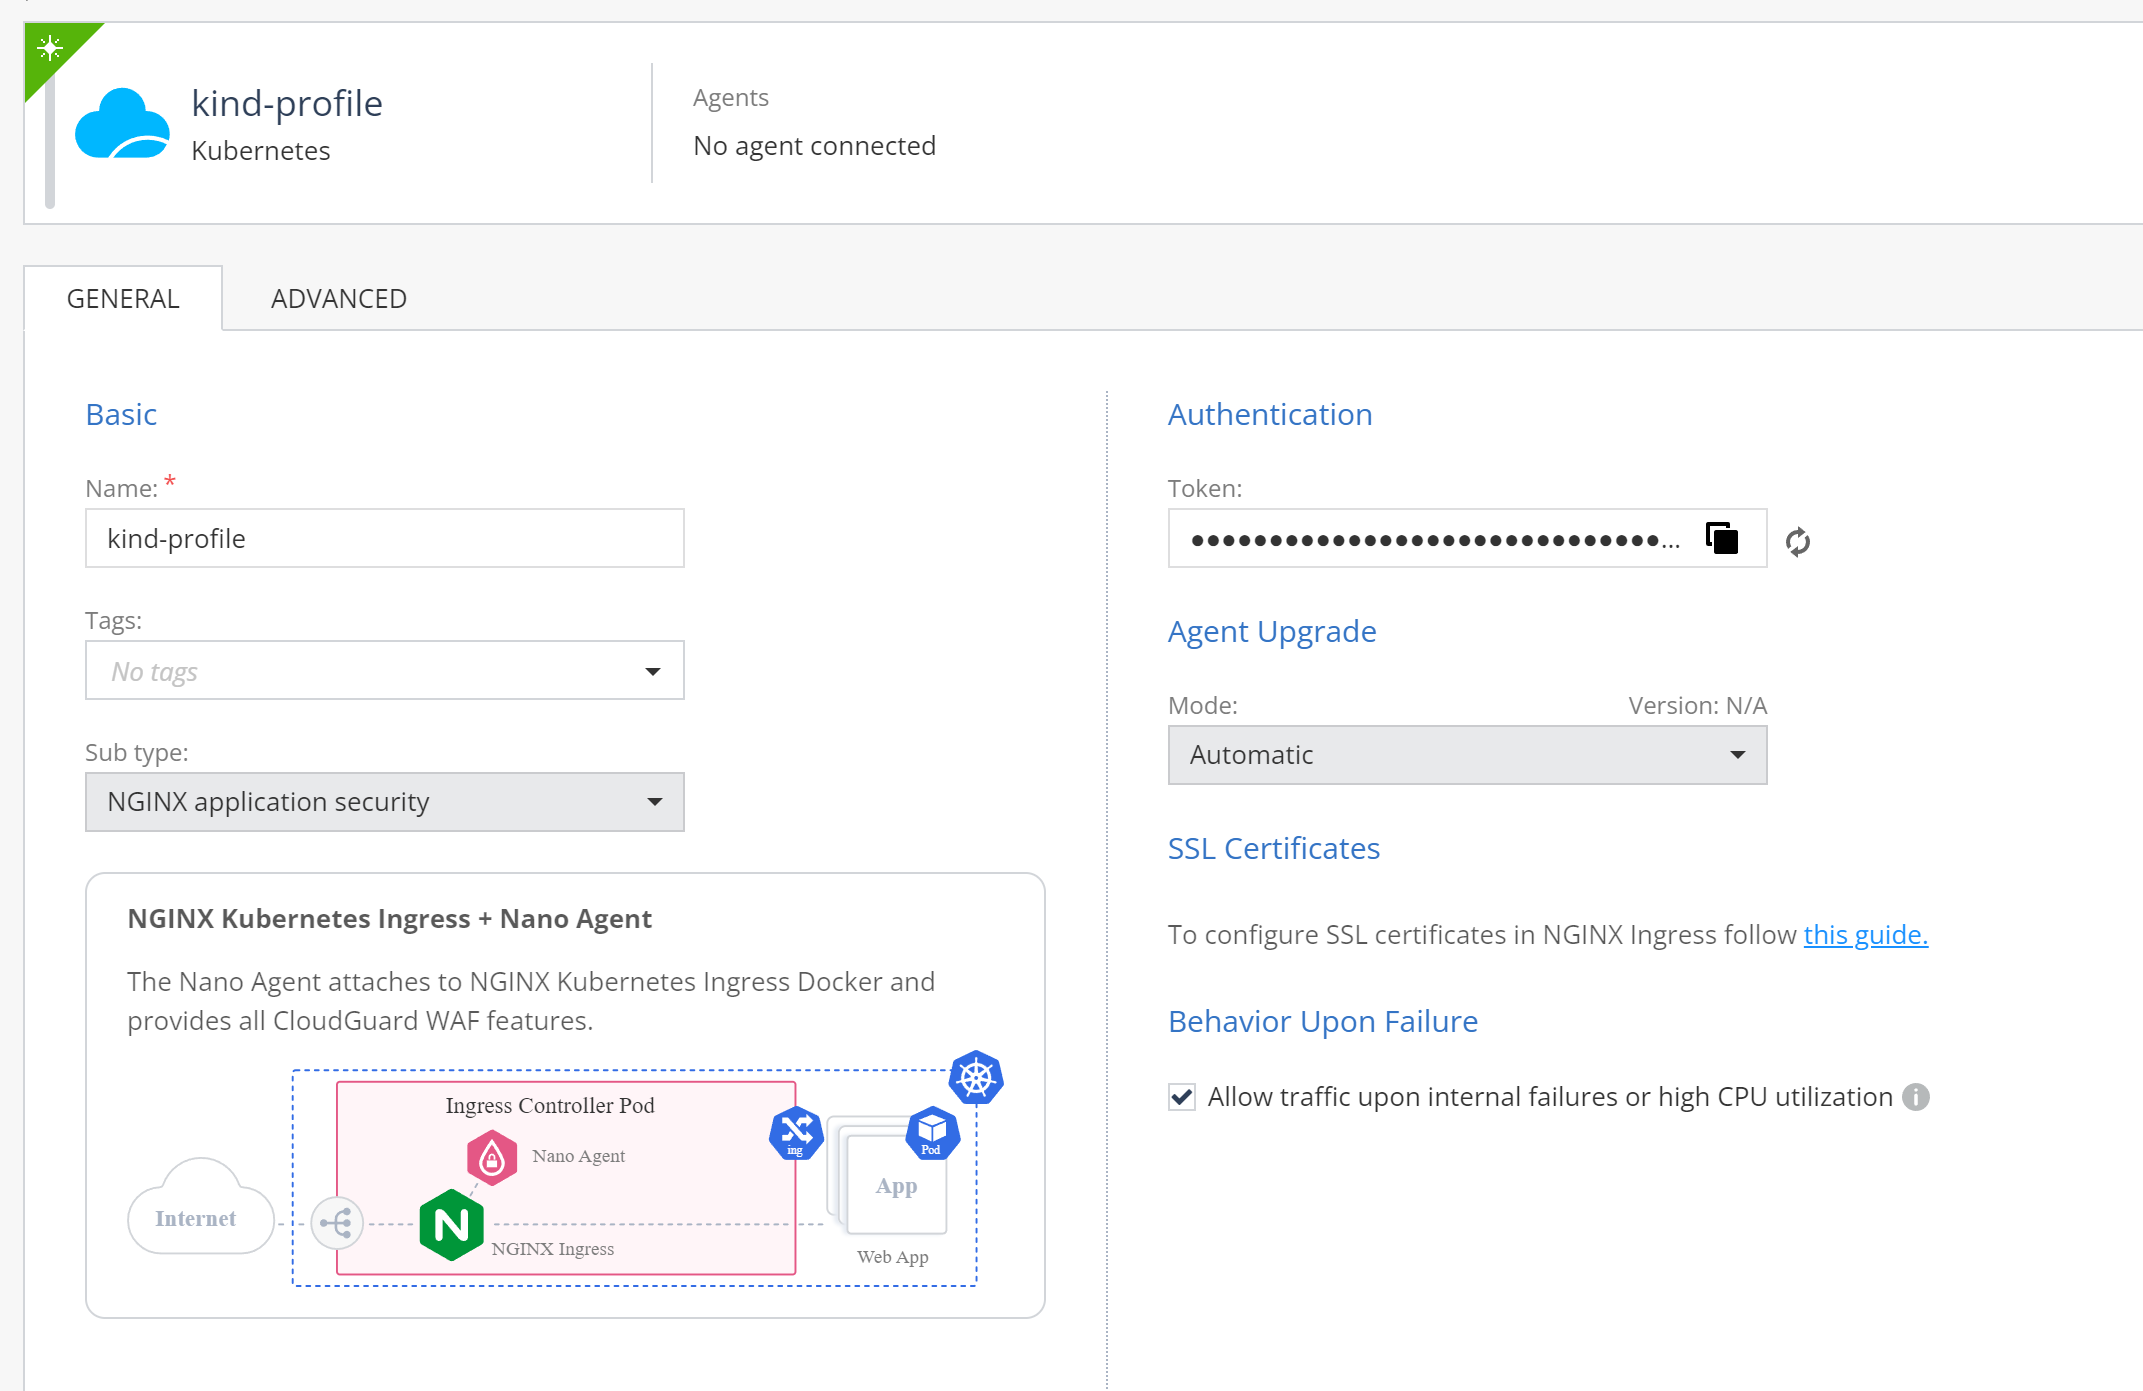 kind-profile
Kubernetes
Agents
No agent connected
GENERAL
ADVANCED
Basic
Name: *
kind-profile
Tags:
No tags
Sub type:
NGINX application security
NGINX Kubernetes Ingress + Nano Agent
The Nano Agent attaches to NGINX Kubernetes Ingress Docker and
provides all CloudGuard WAF features.
Ingress Controller Pod
Nano Agent
ing
Pod
App
Internet
N
NGINX Ingress
Web App
Authentication
Token:
••••••••••••••••••••••••••••••...
Agent Upgrade
Mode:
Version: N/A
Automatic
SSL Certificates
To configure SSL certificates in NGINX Ingress follow this guide.
Behavior Upon Failure
Allow traffic upon internal failures or high CPU utilization